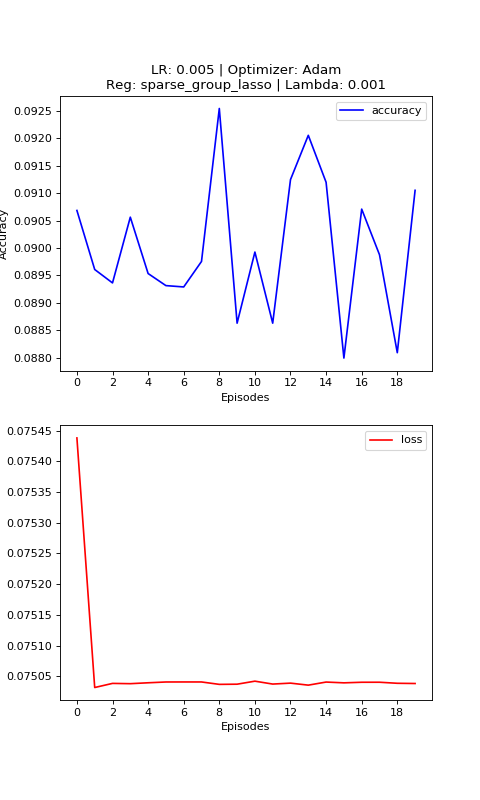 LR: 0.005 | Optimizer: Adam
Reg: sparse_group_lasso | Lambda: 0.001
accuracy
0.0925
0.0920
0.0915
0.0910
0.0905
0.0900
0.0895
0.0890
0.0885
0.0880
Accuracy
0 2 4 6 8 10 12 14 16 18
Episodes
loss
0.07545
0.07540
0.07535
0.07530
0.07525
0.07520
0.07515
0.07510
0.07505
0 2 4 6 8 10 12 14 16 18
Episodes